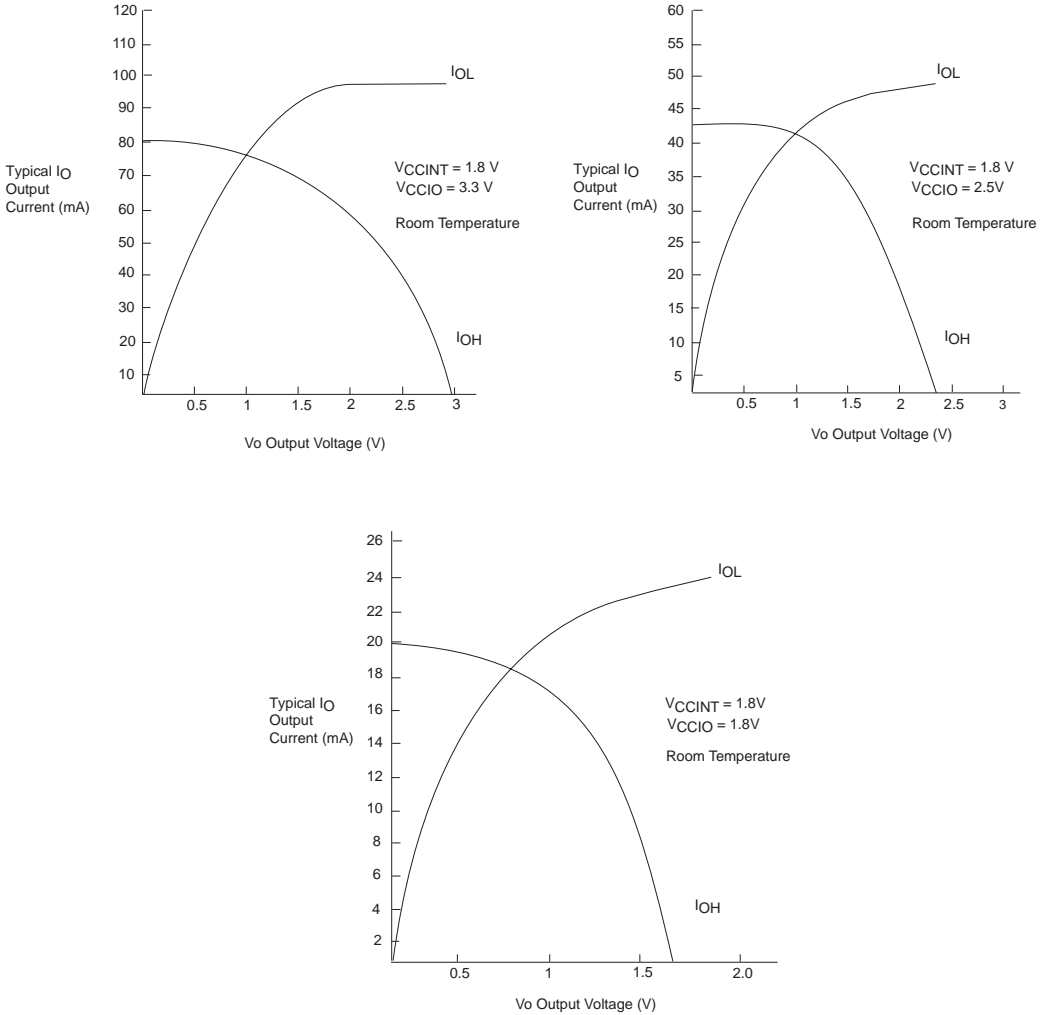 120
110
100
90
80
70
60
50
40
30
20
10
Typical IO
Output
Current (mA)
IOL
VCCINT = 1.8 V
VCCIO = 3.3 V
Room Temperature
IOH
0.5 1 1.5 2 2.5 3
Vo Output Voltage (V)
60
55
50
45
40
35
30
25
20
15
10
5
Typical IO
Output
Current (mA)
IOL
VCCINT = 1.8 V
VCCIO = 2.5V
Room Temperature
IOH
0.5 1 1.5 2 2.5 3
Vo Output Voltage (V)
26
24
22
20
18
16
14
12
10
8
6
4
2
Typical IO
Output
Current (mA)
IOL
VCCINT = 1.8V
VCCIO = 1.8V
Room Temperature
IOH
0.5 1 1.5 2.0
Vo Output Voltage (V)